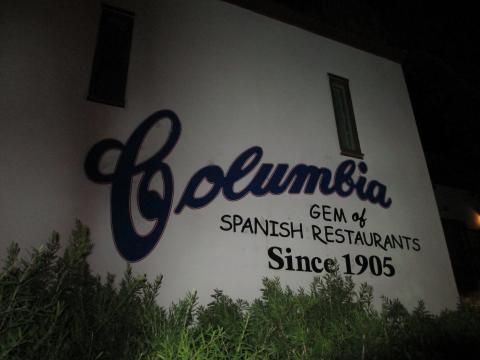 Columbia
GEM of
SPANISH RESTAURANTS
Since 1905